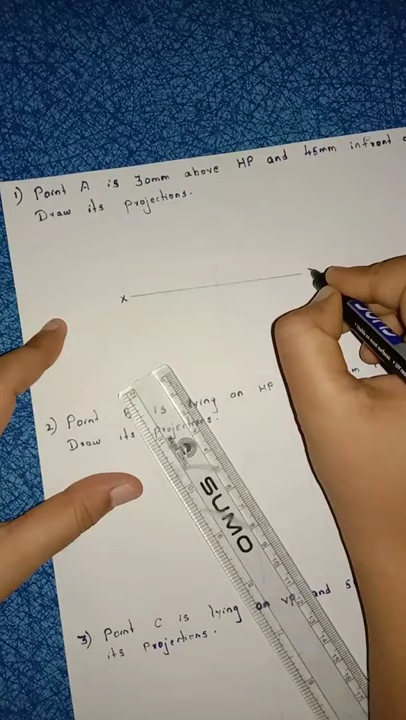 1) Point A is 30mm above HP and 45mm infront
Draw its projections.
X
2) Point B is lying on HP
Draw its projections.
SUMO
3) Point C is lying on VP and 5
its projections.